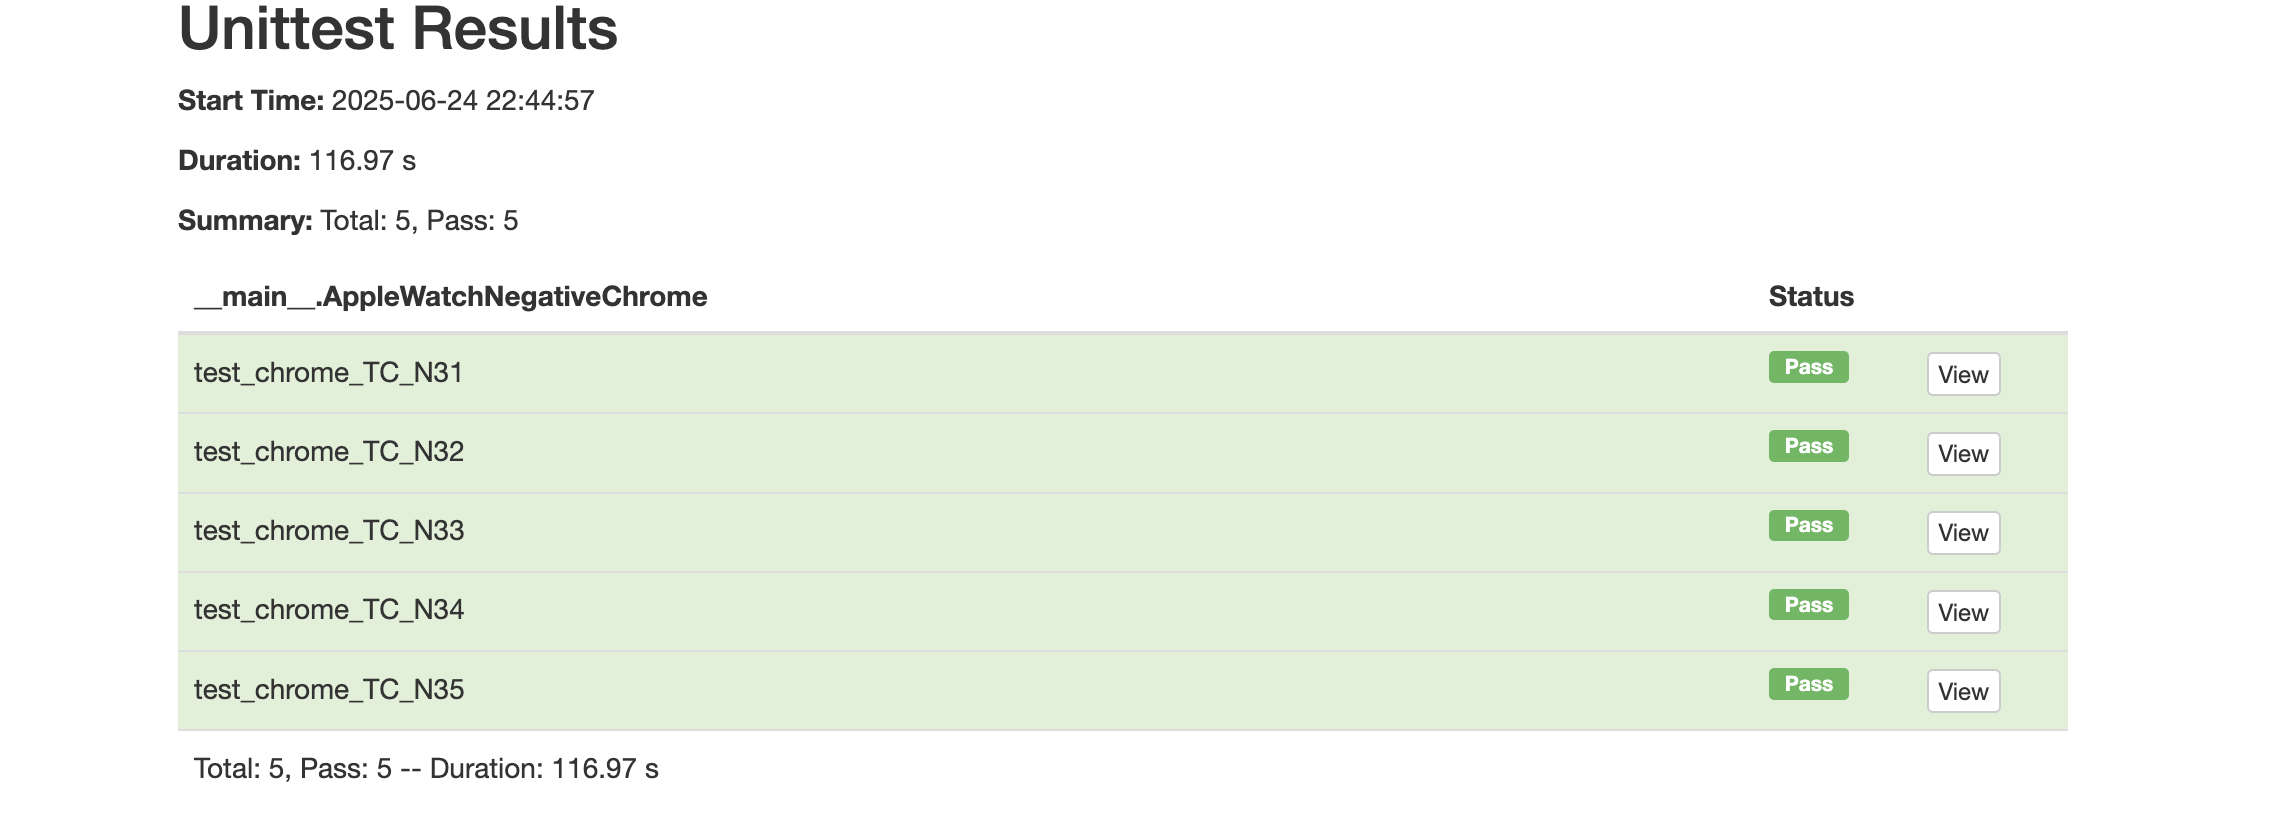 Unittest Results
Start Time: 2025-06-24 22:44:57
Duration: 116.97 s
Summary: Total: 5, Pass: 5
__main__.AppleWatchNegativeChrome Status
test_chrome_TC_N31 Pass View
test_chrome_TC_N32 Pass View
test_chrome_TC_N33 Pass View
test_chrome_TC_N34 Pass View
test_chrome_TC_N35 Pass View
Total: 5, Pass: 5 -- Duration: 116.97 s